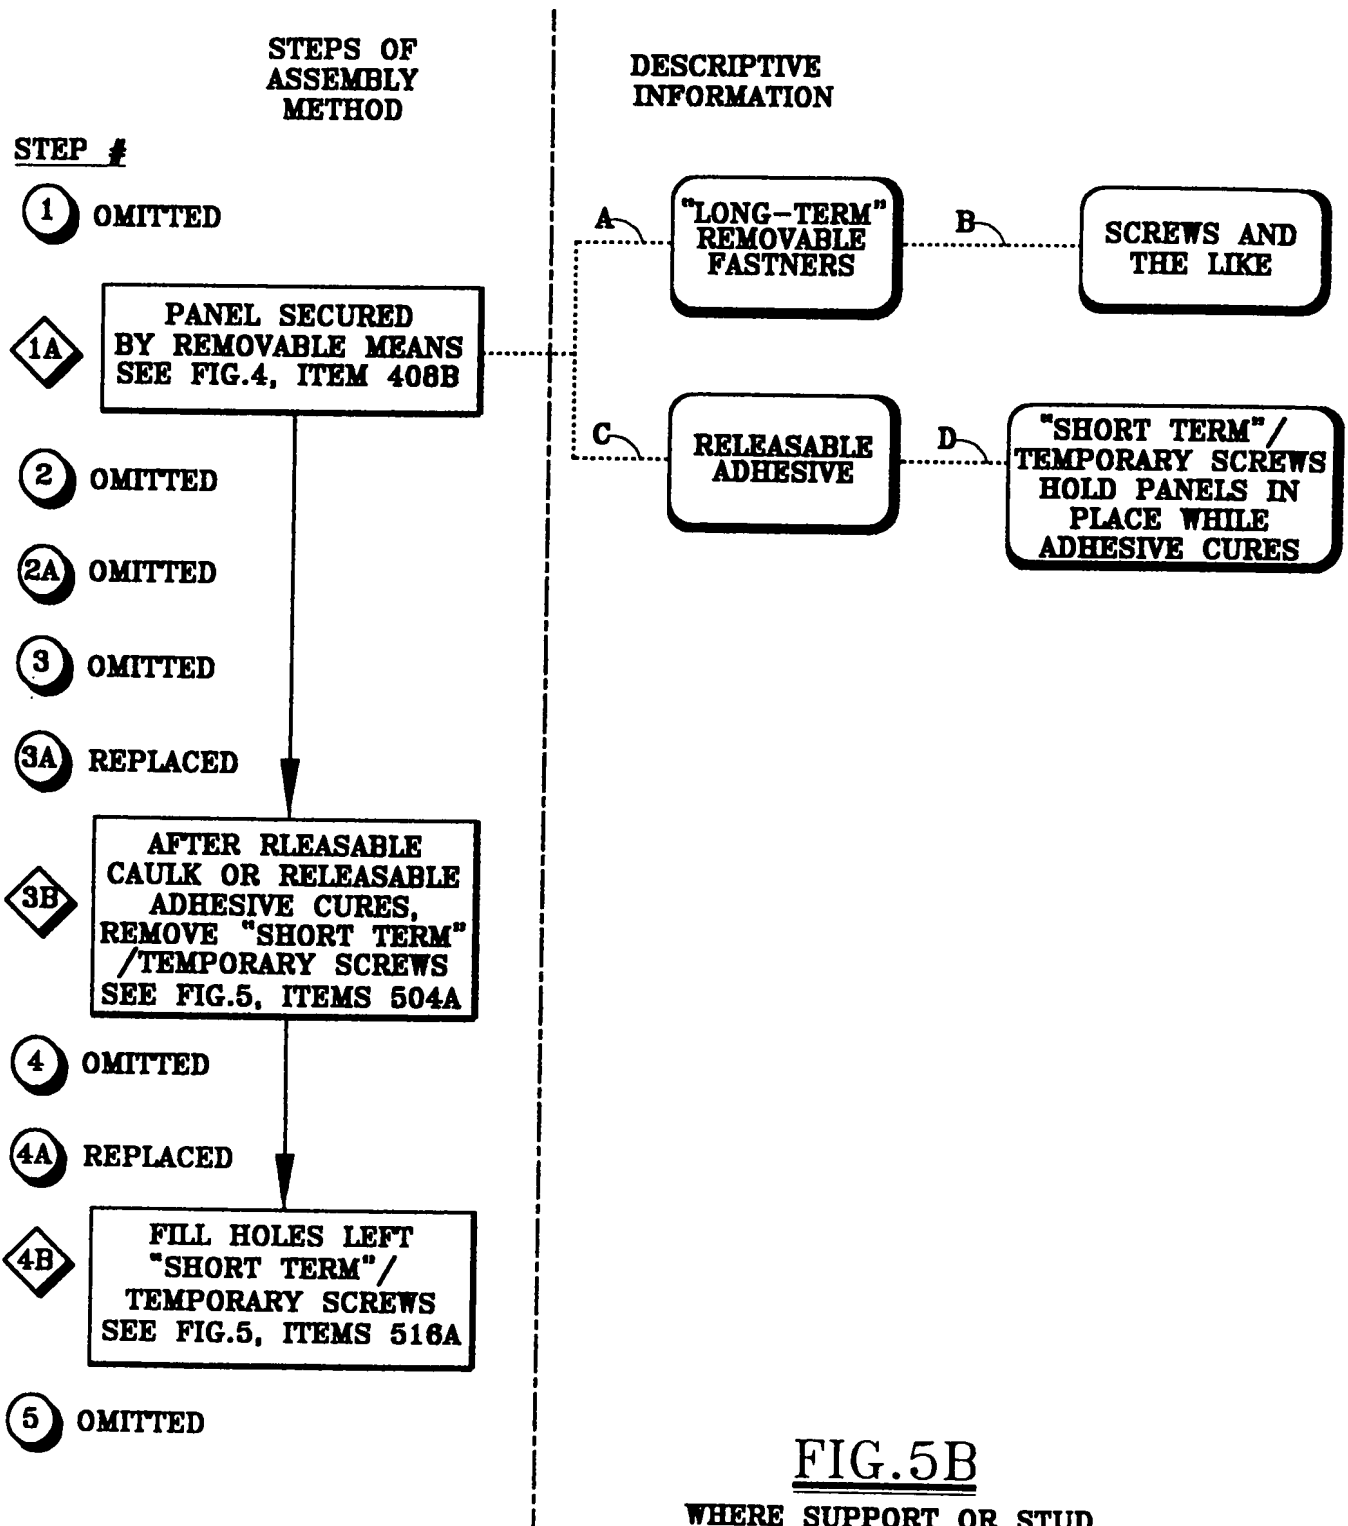 STEPS OF
ASSEMBLY
METHOD
DESCRIPTIVE
INFORMATION
STEP #
1 OMITTED
1A
PANEL SECURED
BY REMOVABLE MEANS
SEE FIG.4, ITEM 408B
A
"LONG-TERM"
REMOVABLE
FASTNERS
B
SCREWS AND
THE LIKE
C
RELEASABLE
ADHESIVE
D
"SHORT TERM"/
TEMPORARY SCREWS
HOLD PANELS IN
PLACE WHILE
ADHESIVE CURES
2 OMITTED
2A OMITTED
3 OMITTED
3A REPLACED
3B
AFTER RLEASABLE
CAULK OR RELEASABLE
ADHESIVE CURES,
REMOVE "SHORT TERM"
/TEMPORARY SCREWS
SEE FIG.5, ITEMS 504A
4 OMITTED
4A REPLACED
4B
FILL HOLES LEFT
"SHORT TERM"/
TEMPORARY SCREWS
SEE FIG.5, ITEMS 516A
5 OMITTED
FIG.5B
WHERE SUPPORT OR STUD